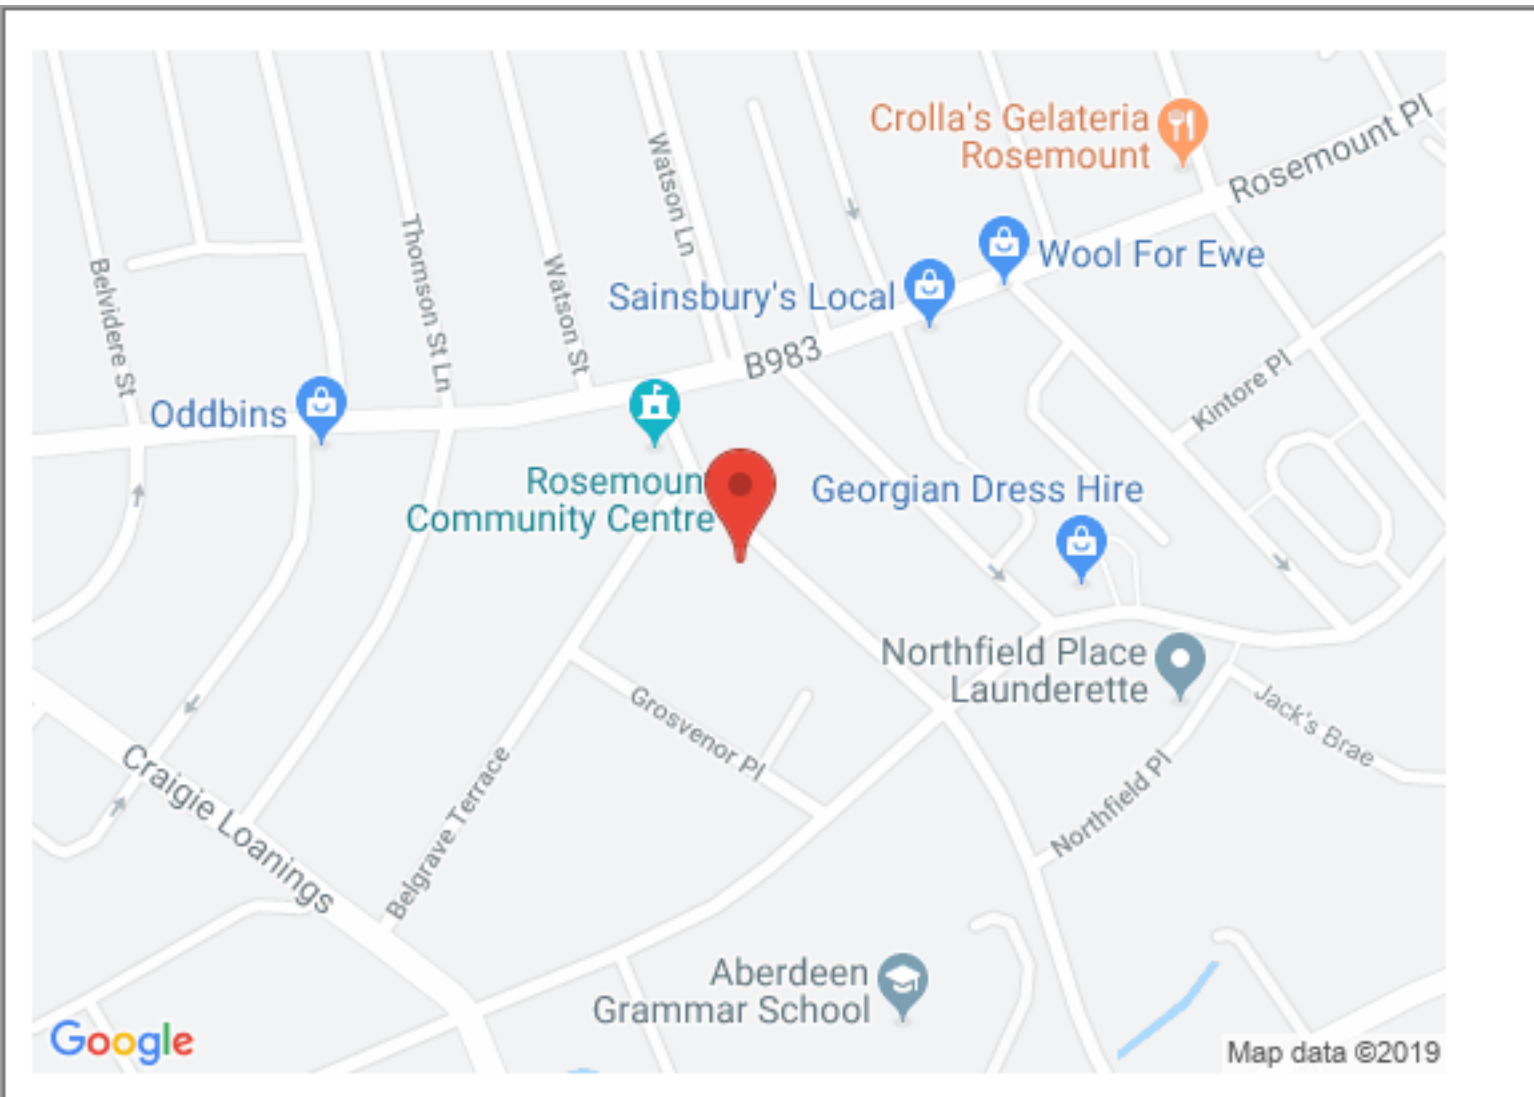 Crolla's Gelateria
Rosemount
Rosemount Pl
Watson Ln
Thomson St Ln
Wool For Ewe
Belvidere St
Watson St
Sainsbury's Local
B983
Kintore Pl
Oddbins
Rosemoun
Community Centre
Georgian Dress Hire
Northfield Place
Launderette
Grosvenor Pl
Jack's Brae
Craigie Loanings
Belgrave Terrace
Northfield Pl
Aberdeen
Grammar School
Google
Map data ©2019